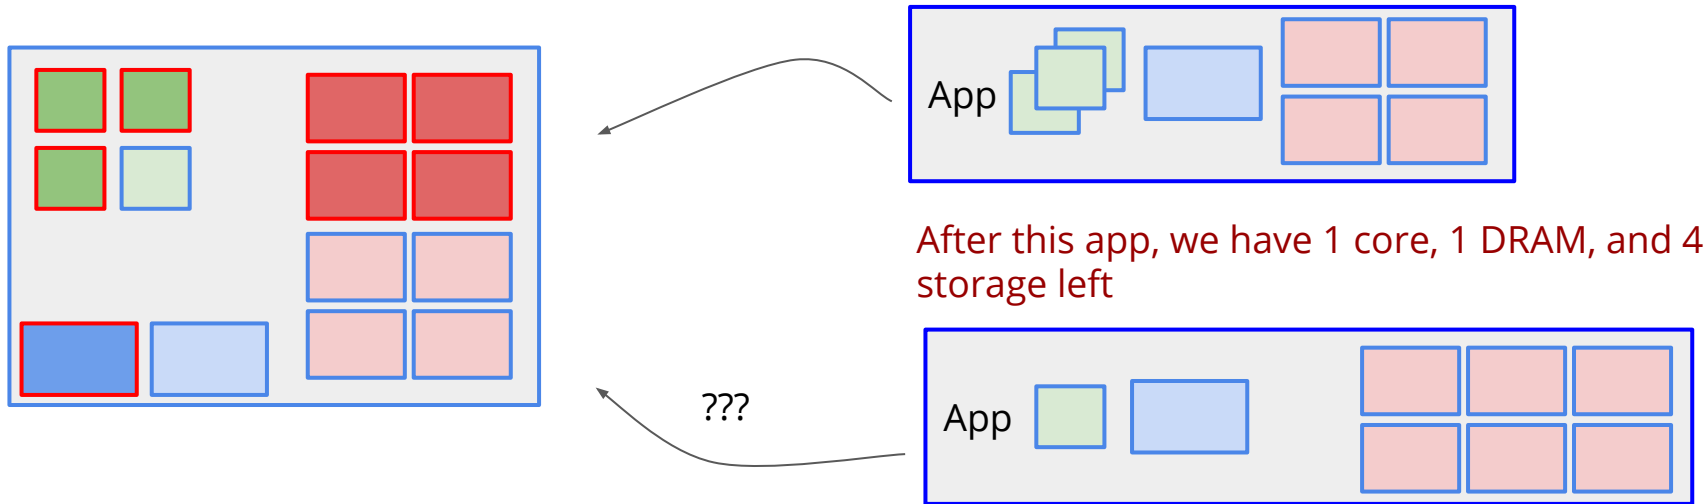 App
After this app, we have 1 core, 1 DRAM, and 4
storage left
???
App